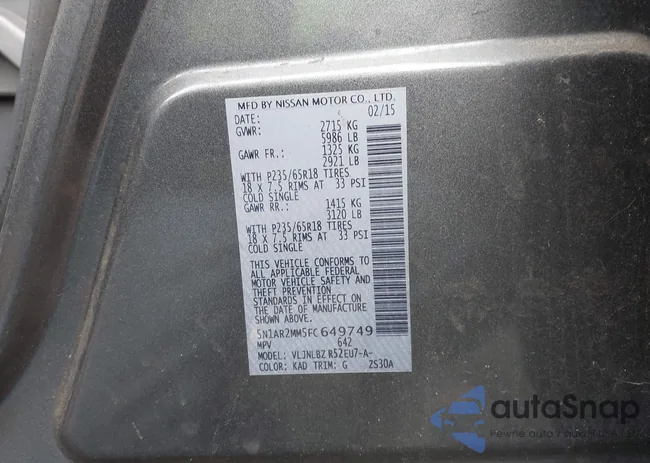 MFD BY NISSAN MOTOR CO., LTD.
DATE: 02/15
GVWR: 2715 KG
5986 LB
GAWR FR.: 1325 KG
2921 LB
WITH P235/65R18 TIRES
18 X 7.5 RIMS AT 33 PSI
COLD SINGLE
GAWR RR.: 1415 KG
3120 LB
WITH P235/65R18 TIRES
18 X 7.5 RIMS AT 33 PSI
COLD SINGLE
THIS VEHICLE CONFORMS TO
ALL APPLICABLE FEDERAL
MOTOR VEHICLE SAFETY AND
THEFT PREVENTION
STANDARDS IN EFFECT ON
THE DATE OF MANUFACTURE
SHOWN ABOVE.
5N1AR2MM5FC649749
MPV 642
MODEL: VLJNLBZ R52EU7-A-
COLOR: KAD TRIM: G ZS30A
autaSnap
Pewne auto